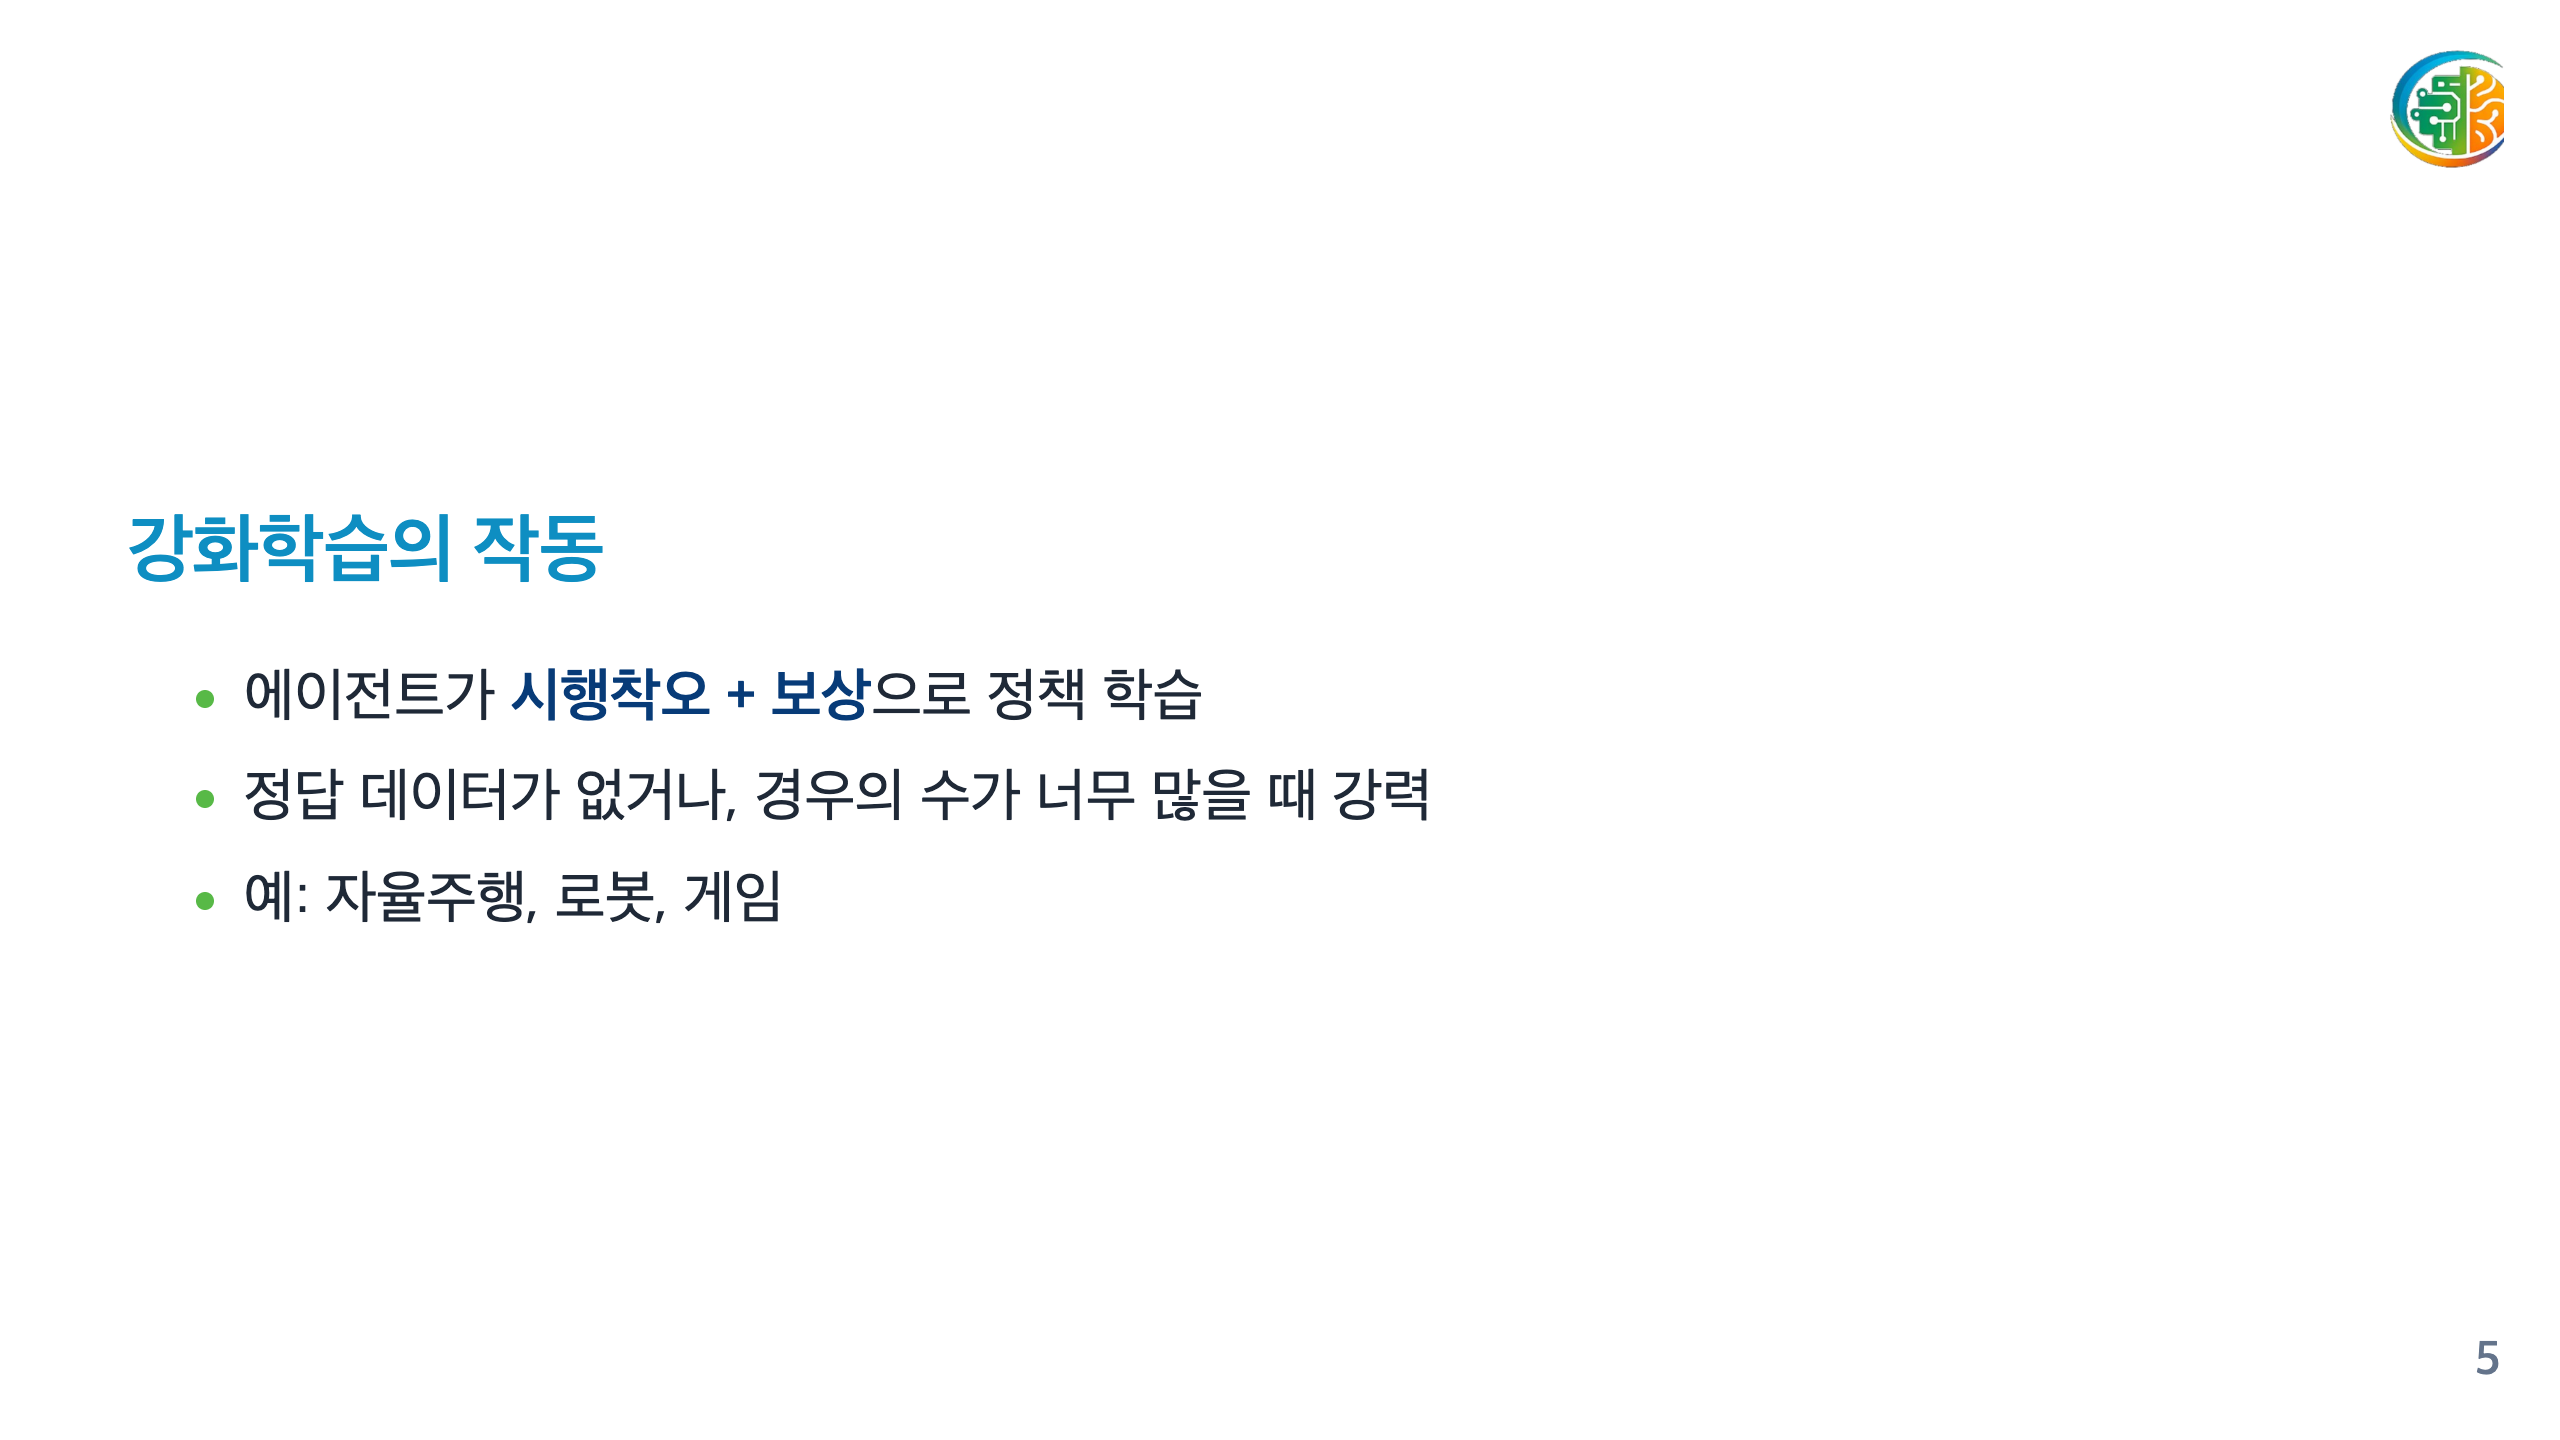 강화학습의 작동
• 에이전트가 시행착오 + 보상으로 정책 학습
• 정답 데이터가 없거나, 경우의 수가 너무 많을 때 강력
• 예: 자율주행, 로봇, 게임
5